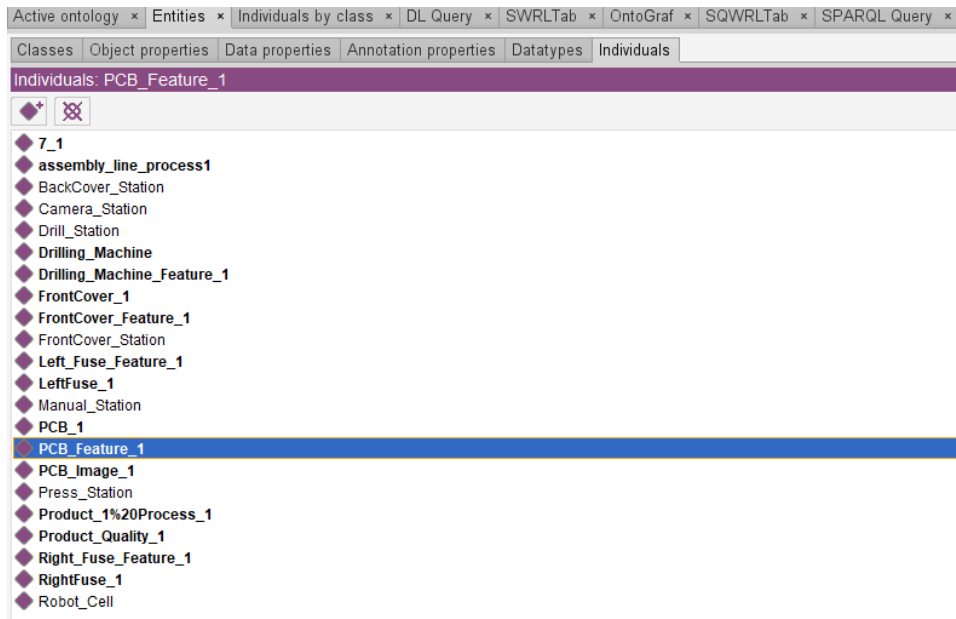 Active ontology × Entities × Individuals by class × DL Query × SWRLTab × OntoGraf × SQWRLTab × SPARQL Query ×
Classes Object properties Data properties Annotation properties Datatypes Individuals
Individuals: PCB_Feature_1
7_1
assembly_line_process1
BackCover_Station
Camera_Station
Drill_Station
Drilling_Machine
Drilling_Machine_Feature_1
FrontCover_1
FrontCover_Feature_1
FrontCover_Station
Left_Fuse_Feature_1
LeftFuse_1
Manual_Station
PCB_1
PCB_Feature_1
PCB_Image_1
Press_Station
Product_1%20Process_1
Product_Quality_1
Right_Fuse_Feature_1
RightFuse_1
Robot_Cell